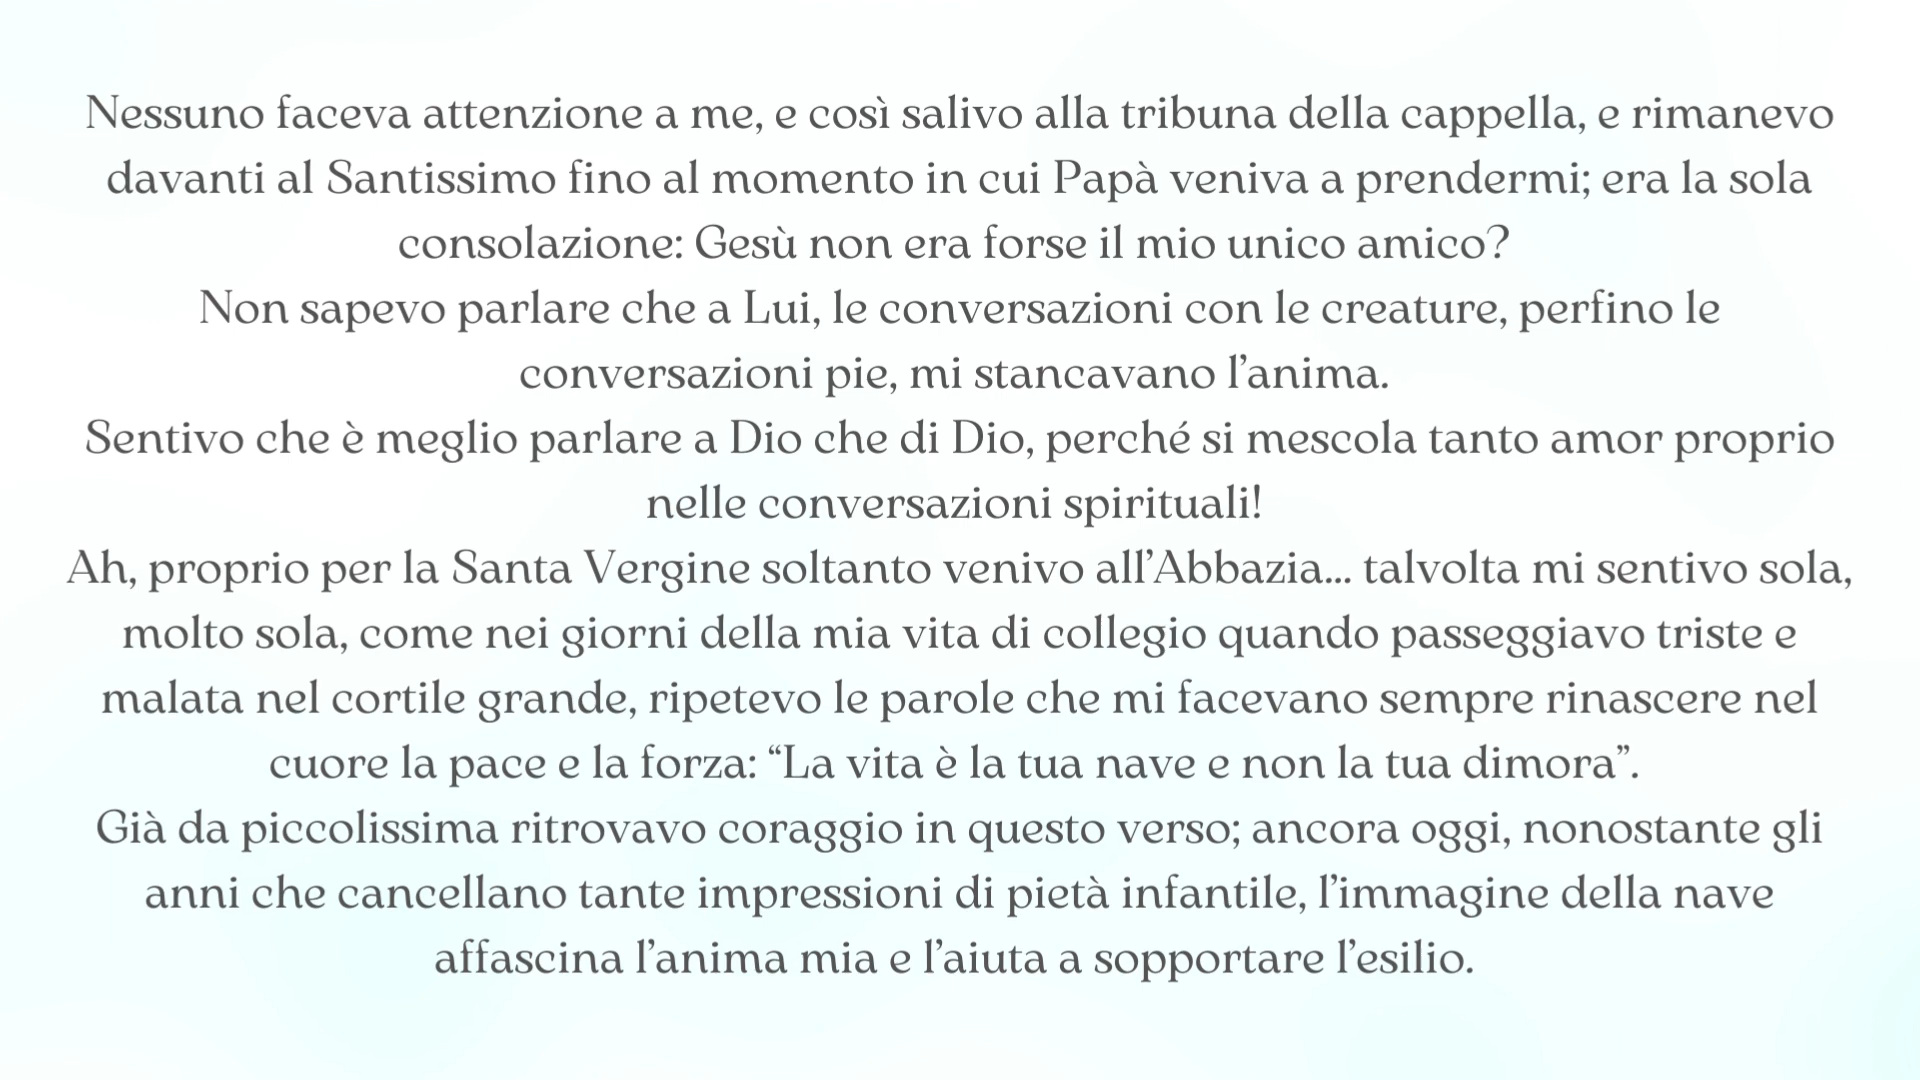 Nessuno faceva attenzione a me, e così salivo alla tribuna della cappella, e rimanevo
davanti al Santissimo fino al momento in cui Papà veniva a prendermi; era la sola
consolazione: Gesù non era forse il mio unico amico?
Non sapevo parlare che a Lui, le conversazioni con le creature, perfino le
conversazioni pie, mi stancavano l’anima.
Sentivo che è meglio parlare a Dio che di Dio, perché si mescola tanto amor proprio
nelle conversazioni spirituali!
Ah, proprio per la Santa Vergine soltanto venivo all’Abbazia... talvolta mi sentivo sola,
molto sola, come nei giorni della mia vita di collegio quando passeggiavo triste e
malata nel cortile grande, ripetevo le parole che mi facevano sempre rinascere nel
cuore la pace e la forza: “La vita è la tua nave e non la tua dimora”.
Già da piccolissima ritrovavo coraggio in questo verso; ancora oggi, nonostante gli
anni che cancellano tante impressioni di pietà infantile, l’immagine della nave
affascina l’anima mia e l’aiuta a sopportare l’esilio.